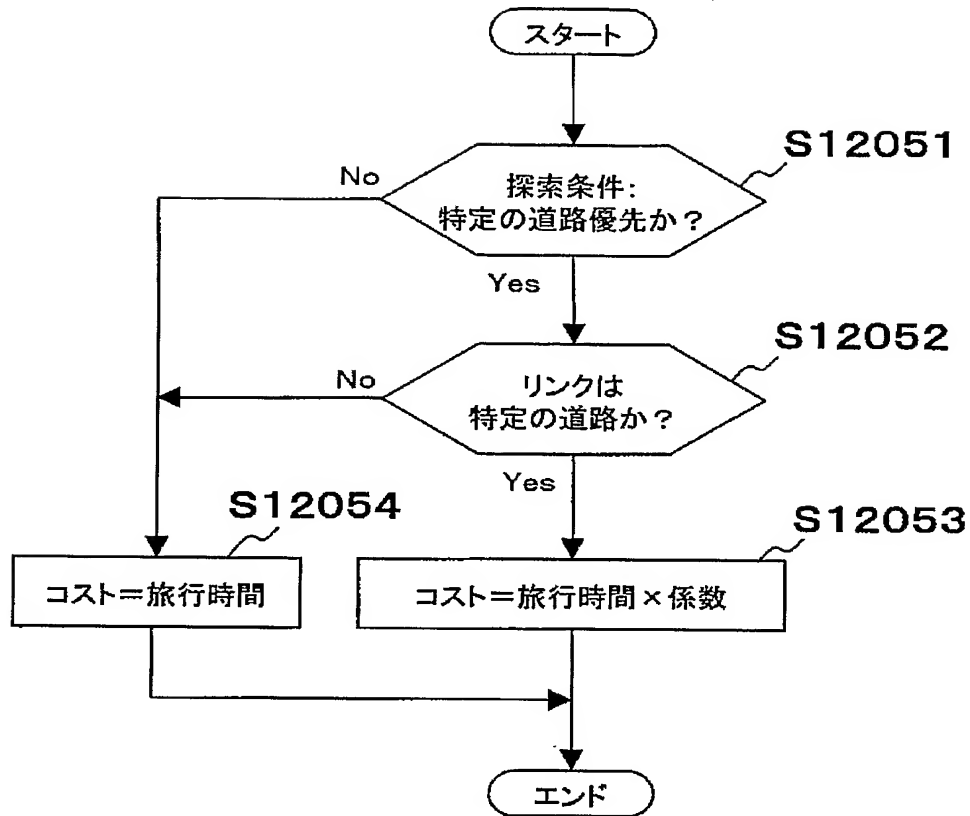 スタート
S12051
No
探索条件:
特定の道路優先か?
Yes
S12052
No
リンクは
特定の道路か?
Yes
S12054
S12053
コスト=旅行時間
コスト=旅行時間×係数
エンド